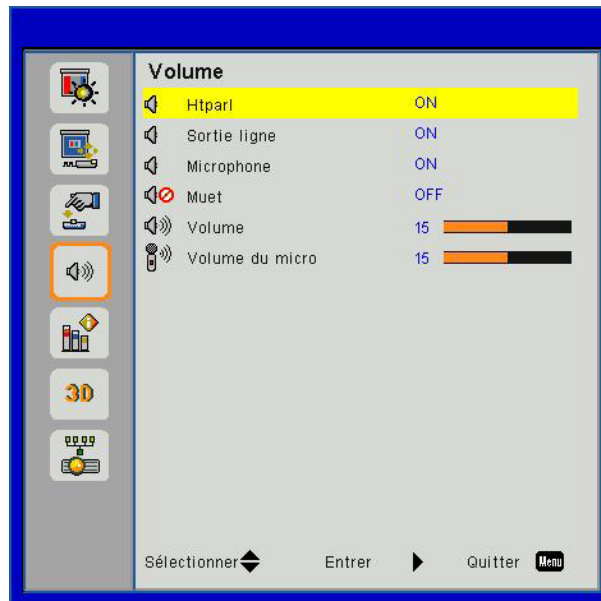 Volume
Htparl ON
Sortie ligne ON
Microphone ON
Muet OFF
Volume 15
Volume du micro 15
3D
Sélectionner Entrer Quitter Menu